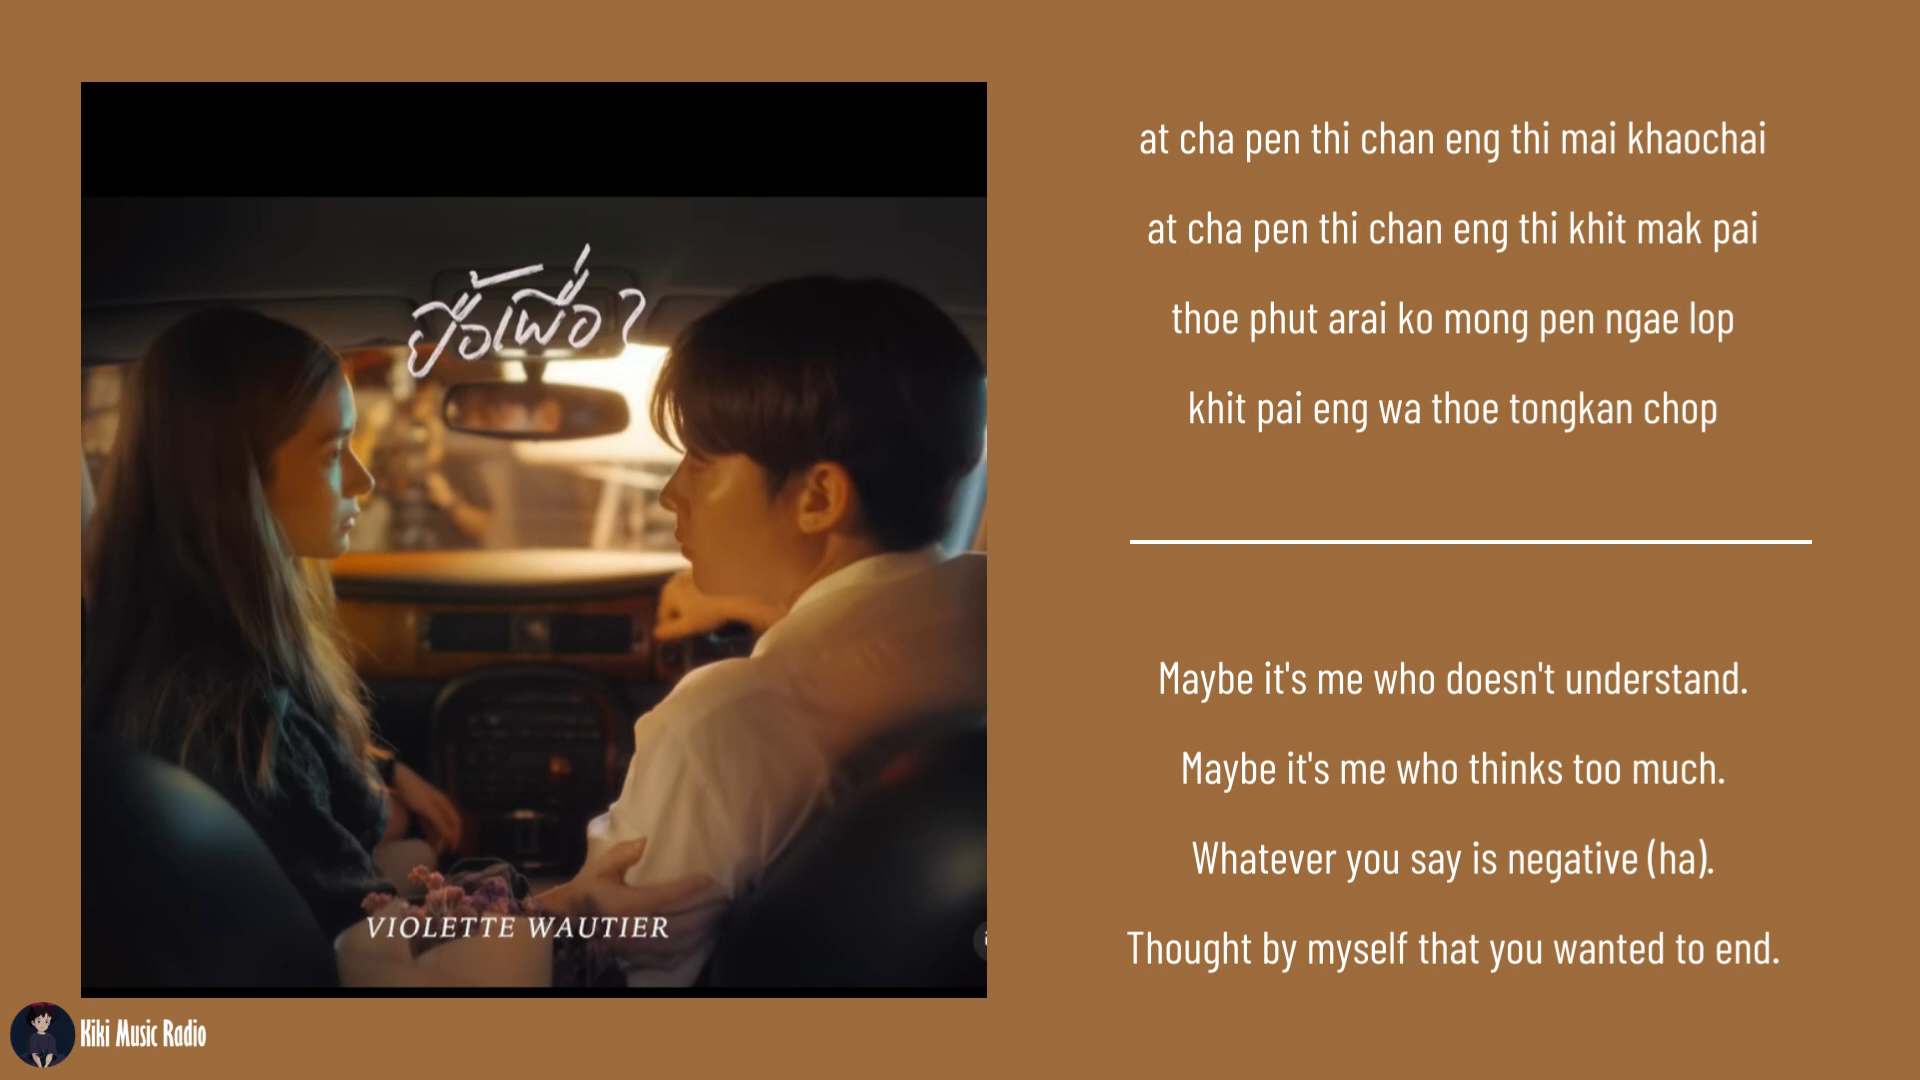 ยื้อเผื่อ?
VIOLETTE WAUTIER
Kiki Music Radio
at cha pen thi chan eng thi mai khaochai
at cha pen thi chan eng thi khit mak pai
thoe phut arai ko mong pen ngae lop
khit pai eng wa thoe tongkan chop
Maybe it's me who doesn't understand.
Maybe it's me who thinks too much.
Whatever you say is negative (ha).
Thought by myself that you wanted to end.